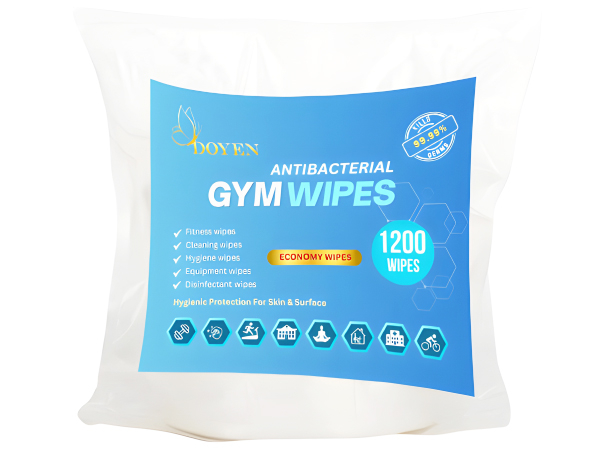 DOYEN
KILLS
99.99%
GERMS
ANTIBACTERIAL
GYM WIPES
Fitness wipes
Cleaning wipes
Hygiene wipes
Equipment wipes
Disinfectant wipes
ECONOMY WIPES
1200
WIPES
Hygienic Protection For Skin & Surface